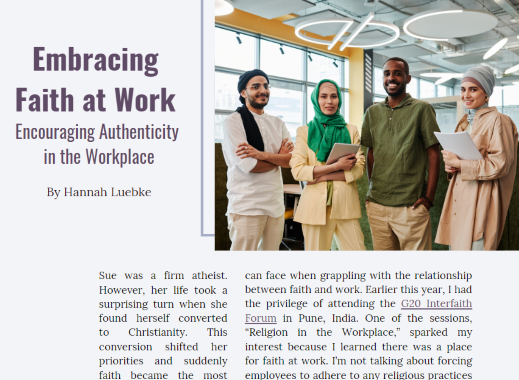 Embracing
Faith at Work
Encouraging Authenticity
in the Workplace
By Hannah Luebke
Sue was a firm atheist.
However, her life took a
surprising turn when she
found herself converted
to Christianity. This
conversion shifted her
priorities and suddenly
faith became the most
can face when grappling with the relationship
between faith and work. Earlier this year, I had
the privilege of attending the G20 Interfaith
Forum in Pune, India. One of the sessions,
“Religion in the Workplace,” sparked my
interest because I learned there was a place
for faith at work. I’m not talking about forcing
employees to adhere to any religious practices